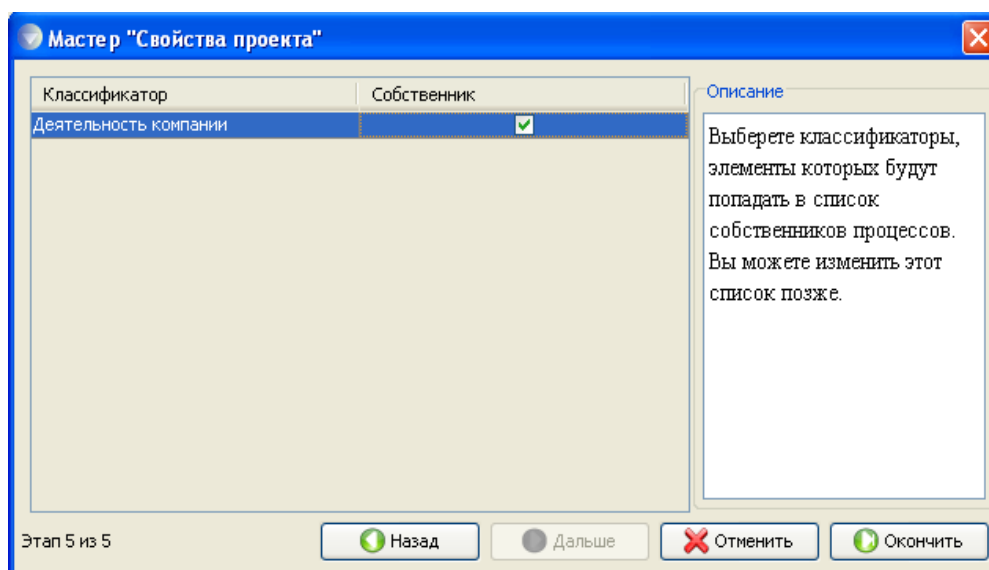 Мастер "Свойства проекта"
Классификатор Собственник
Деятельность компании
Описание
Выберете классификаторы,
элементы которых будут
попадать в список
собственников процессов.
Вы можете изменить этот
список позже.
Этап 5 из 5 Назад Дальше Отменить Окончить